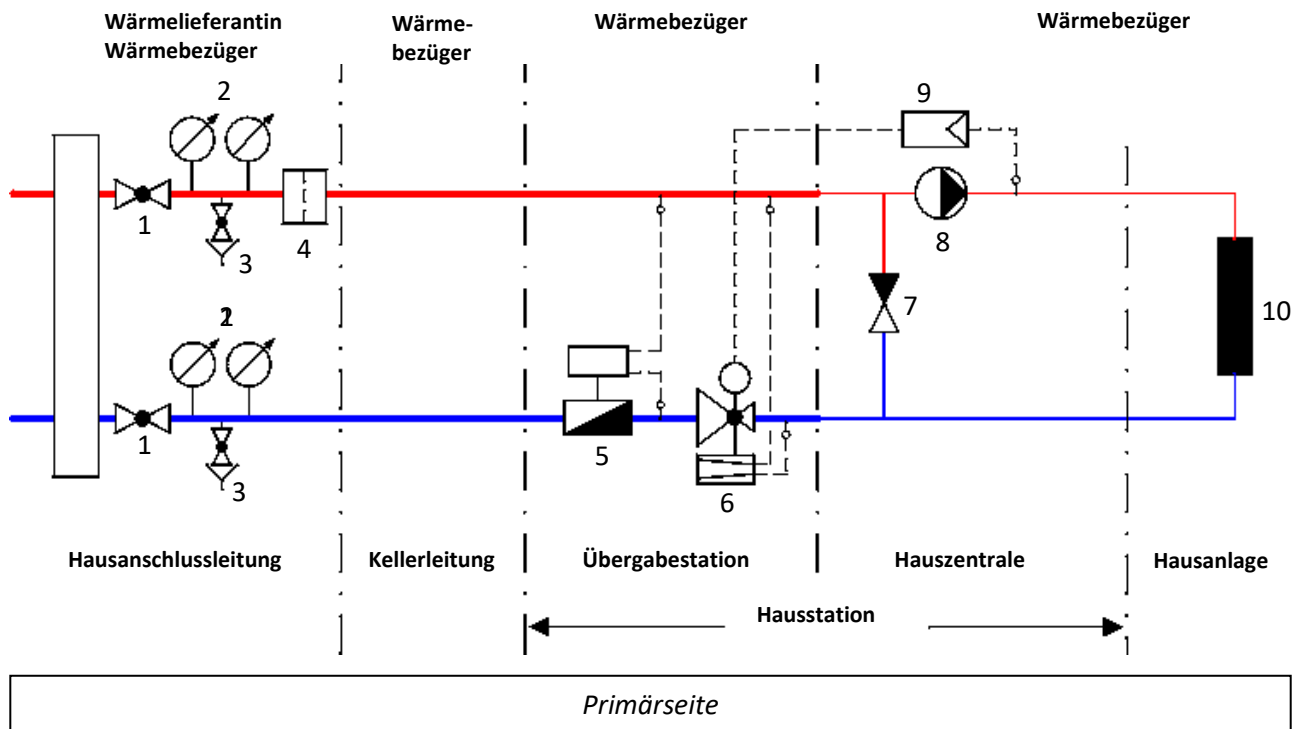 Wärmelieferantin
Wärmebezüger
Wärme-
bezüger
Wärmebezüger
Wärmebezüger
2
9
1
3
4
8
7
10
2
1
3
5
6
Hausanschlussleitung
Kellerleitung
Übergabestation
Hauszentrale
Hausanlage
Hausstation
Primärseite